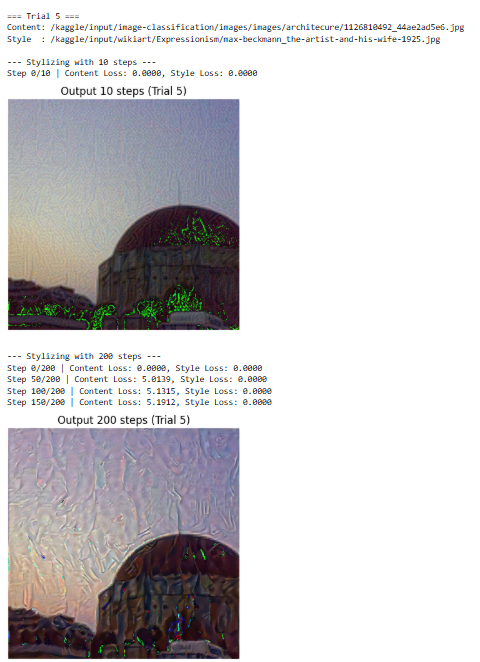 === Trial 5 ===
Content: /kaggle/input/image-classification/images/images/architecure/1126810492_44ae2ad5e6.jpg
Style  : /kaggle/input/wikiart/Expressionism/max-beckmann_the-artist-and-his-wife-1925.jpg
--- Stylizing with 10 steps ---
Step 0/10 | Content Loss: 0.0000, Style Loss: 0.0000
Output 10 steps (Trial 5)
--- Stylizing with 200 steps ---
Step 0/200 | Content Loss: 0.0000, Style Loss: 0.0000
Step 50/200 | Content Loss: 5.0139, Style Loss: 0.0000
Step 100/200 | Content Loss: 5.1315, Style Loss: 0.0000
Step 150/200 | Content Loss: 5.1912, Style Loss: 0.0000
Output 200 steps (Trial 5)